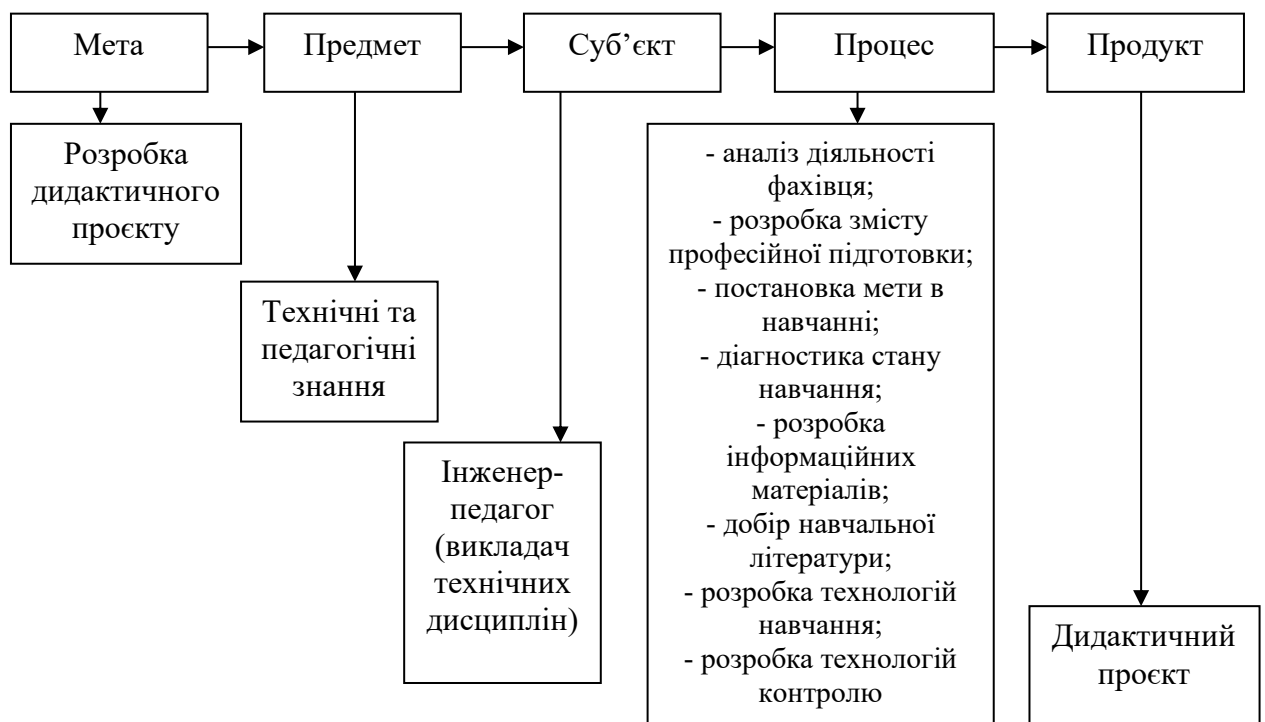 Мета
Предмет
Суб’єкт
Процес
Продукт
Розробка
дидактичного
проєкту
Технічні та
педагогічні
знання
Інженер-
педагог
(викладач
технічних
дисциплін)
- аналіз діяльності
фахівця;
- розробка змісту
професійної підготовки;
- постановка мети в
навчанні;
- діагностика стану
навчання;
- розробка
інформаційних
матеріалів;
- добір навчальної
літератури;
- розробка технологій
навчання;
- розробка технологій
контролю
Дидактичний
проєкт